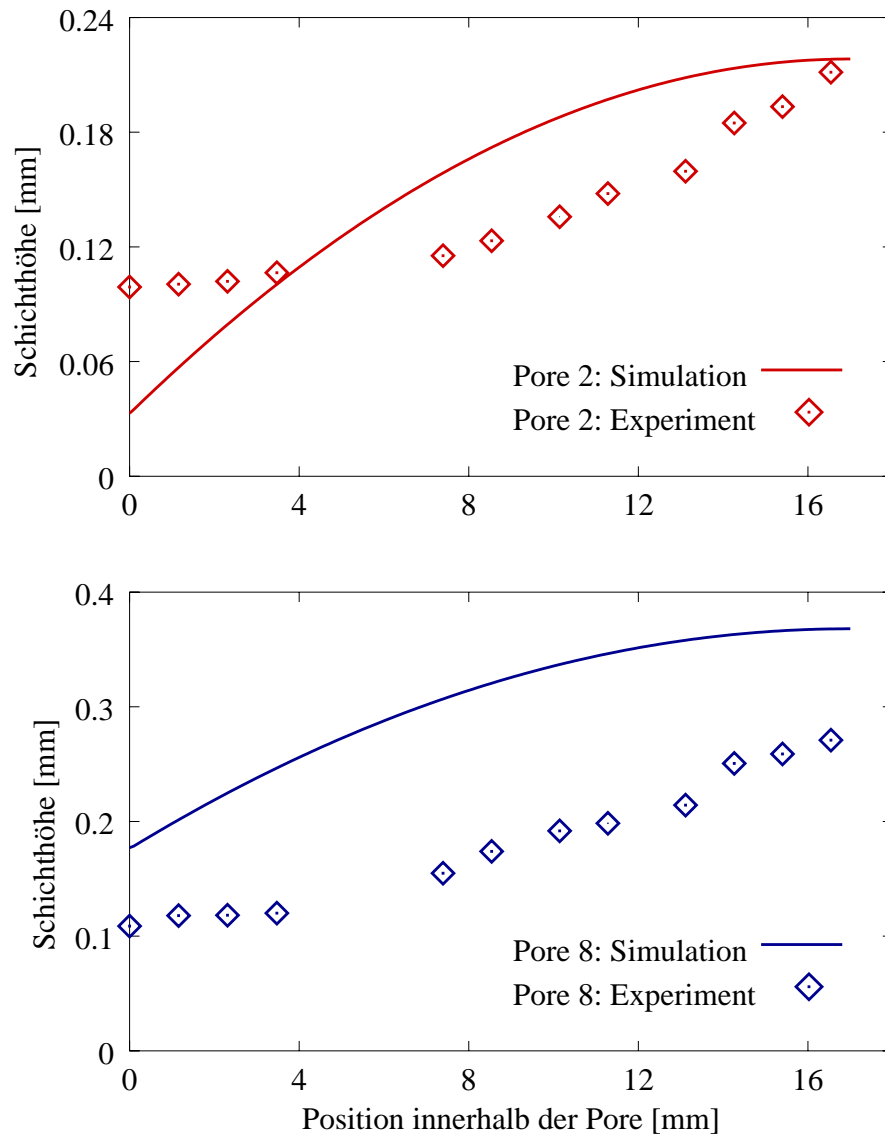 0.24
0.18
0.12
0.06
0
Schichthöhe [mm]
Pore 2: Simulation
Pore 2: Experiment
0 4 8 12 16
0.4
0.3
0.2
0.1
0
Schichthöhe [mm]
Pore 8: Simulation
Pore 8: Experiment
0 4 8 12 16
Position innerhalb der Pore [mm]